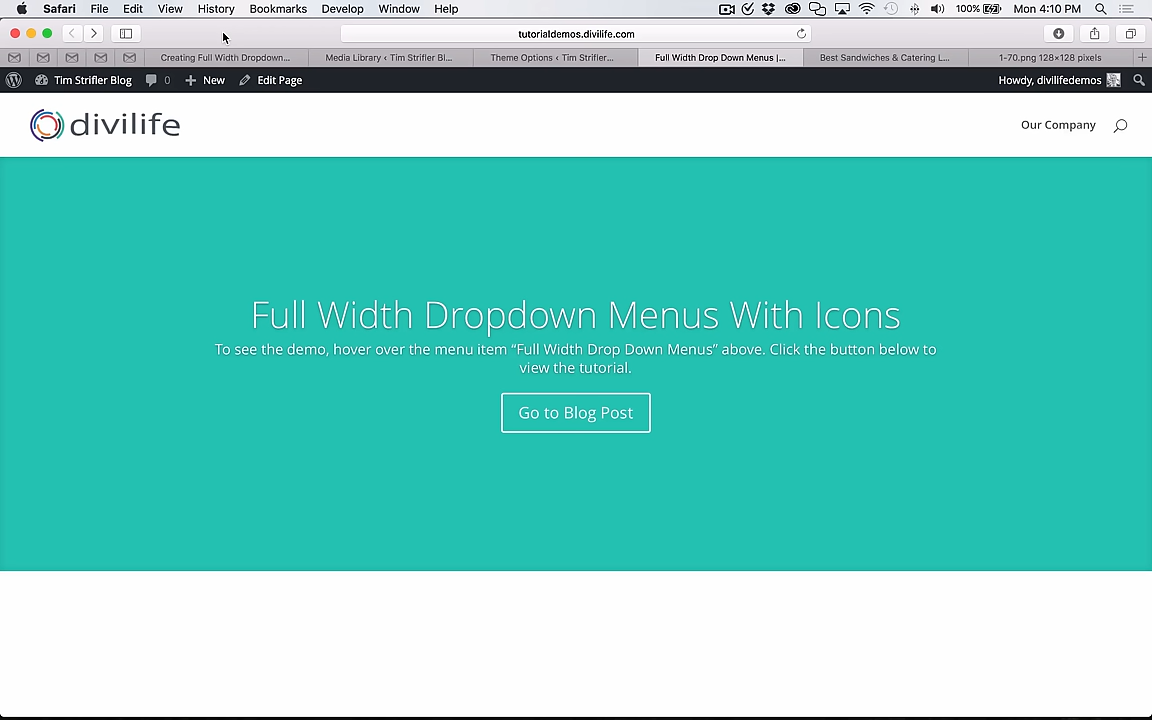 Safari File Edit View History Bookmarks Develop Window Help 100% Mon 4:10 PM
tutorialdemos.divilife.com
Creating Full Width Dropdown... Media Library ‹ Tim Strifler Bl... Theme Options ‹ Tim Strifler... Full Width Drop Down Menus |... Best Sandwiches & Catering L... 1-70.png 128×128 pixels
Tim Strifler Blog 0 New Edit Page Howdy, divilifedemos
divilife Our Company
Full Width Dropdown Menus With Icons
To see the demo, hover over the menu item “Full Width Drop Down Menus” above. Click the button below to
view the tutorial.
Go to Blog Post